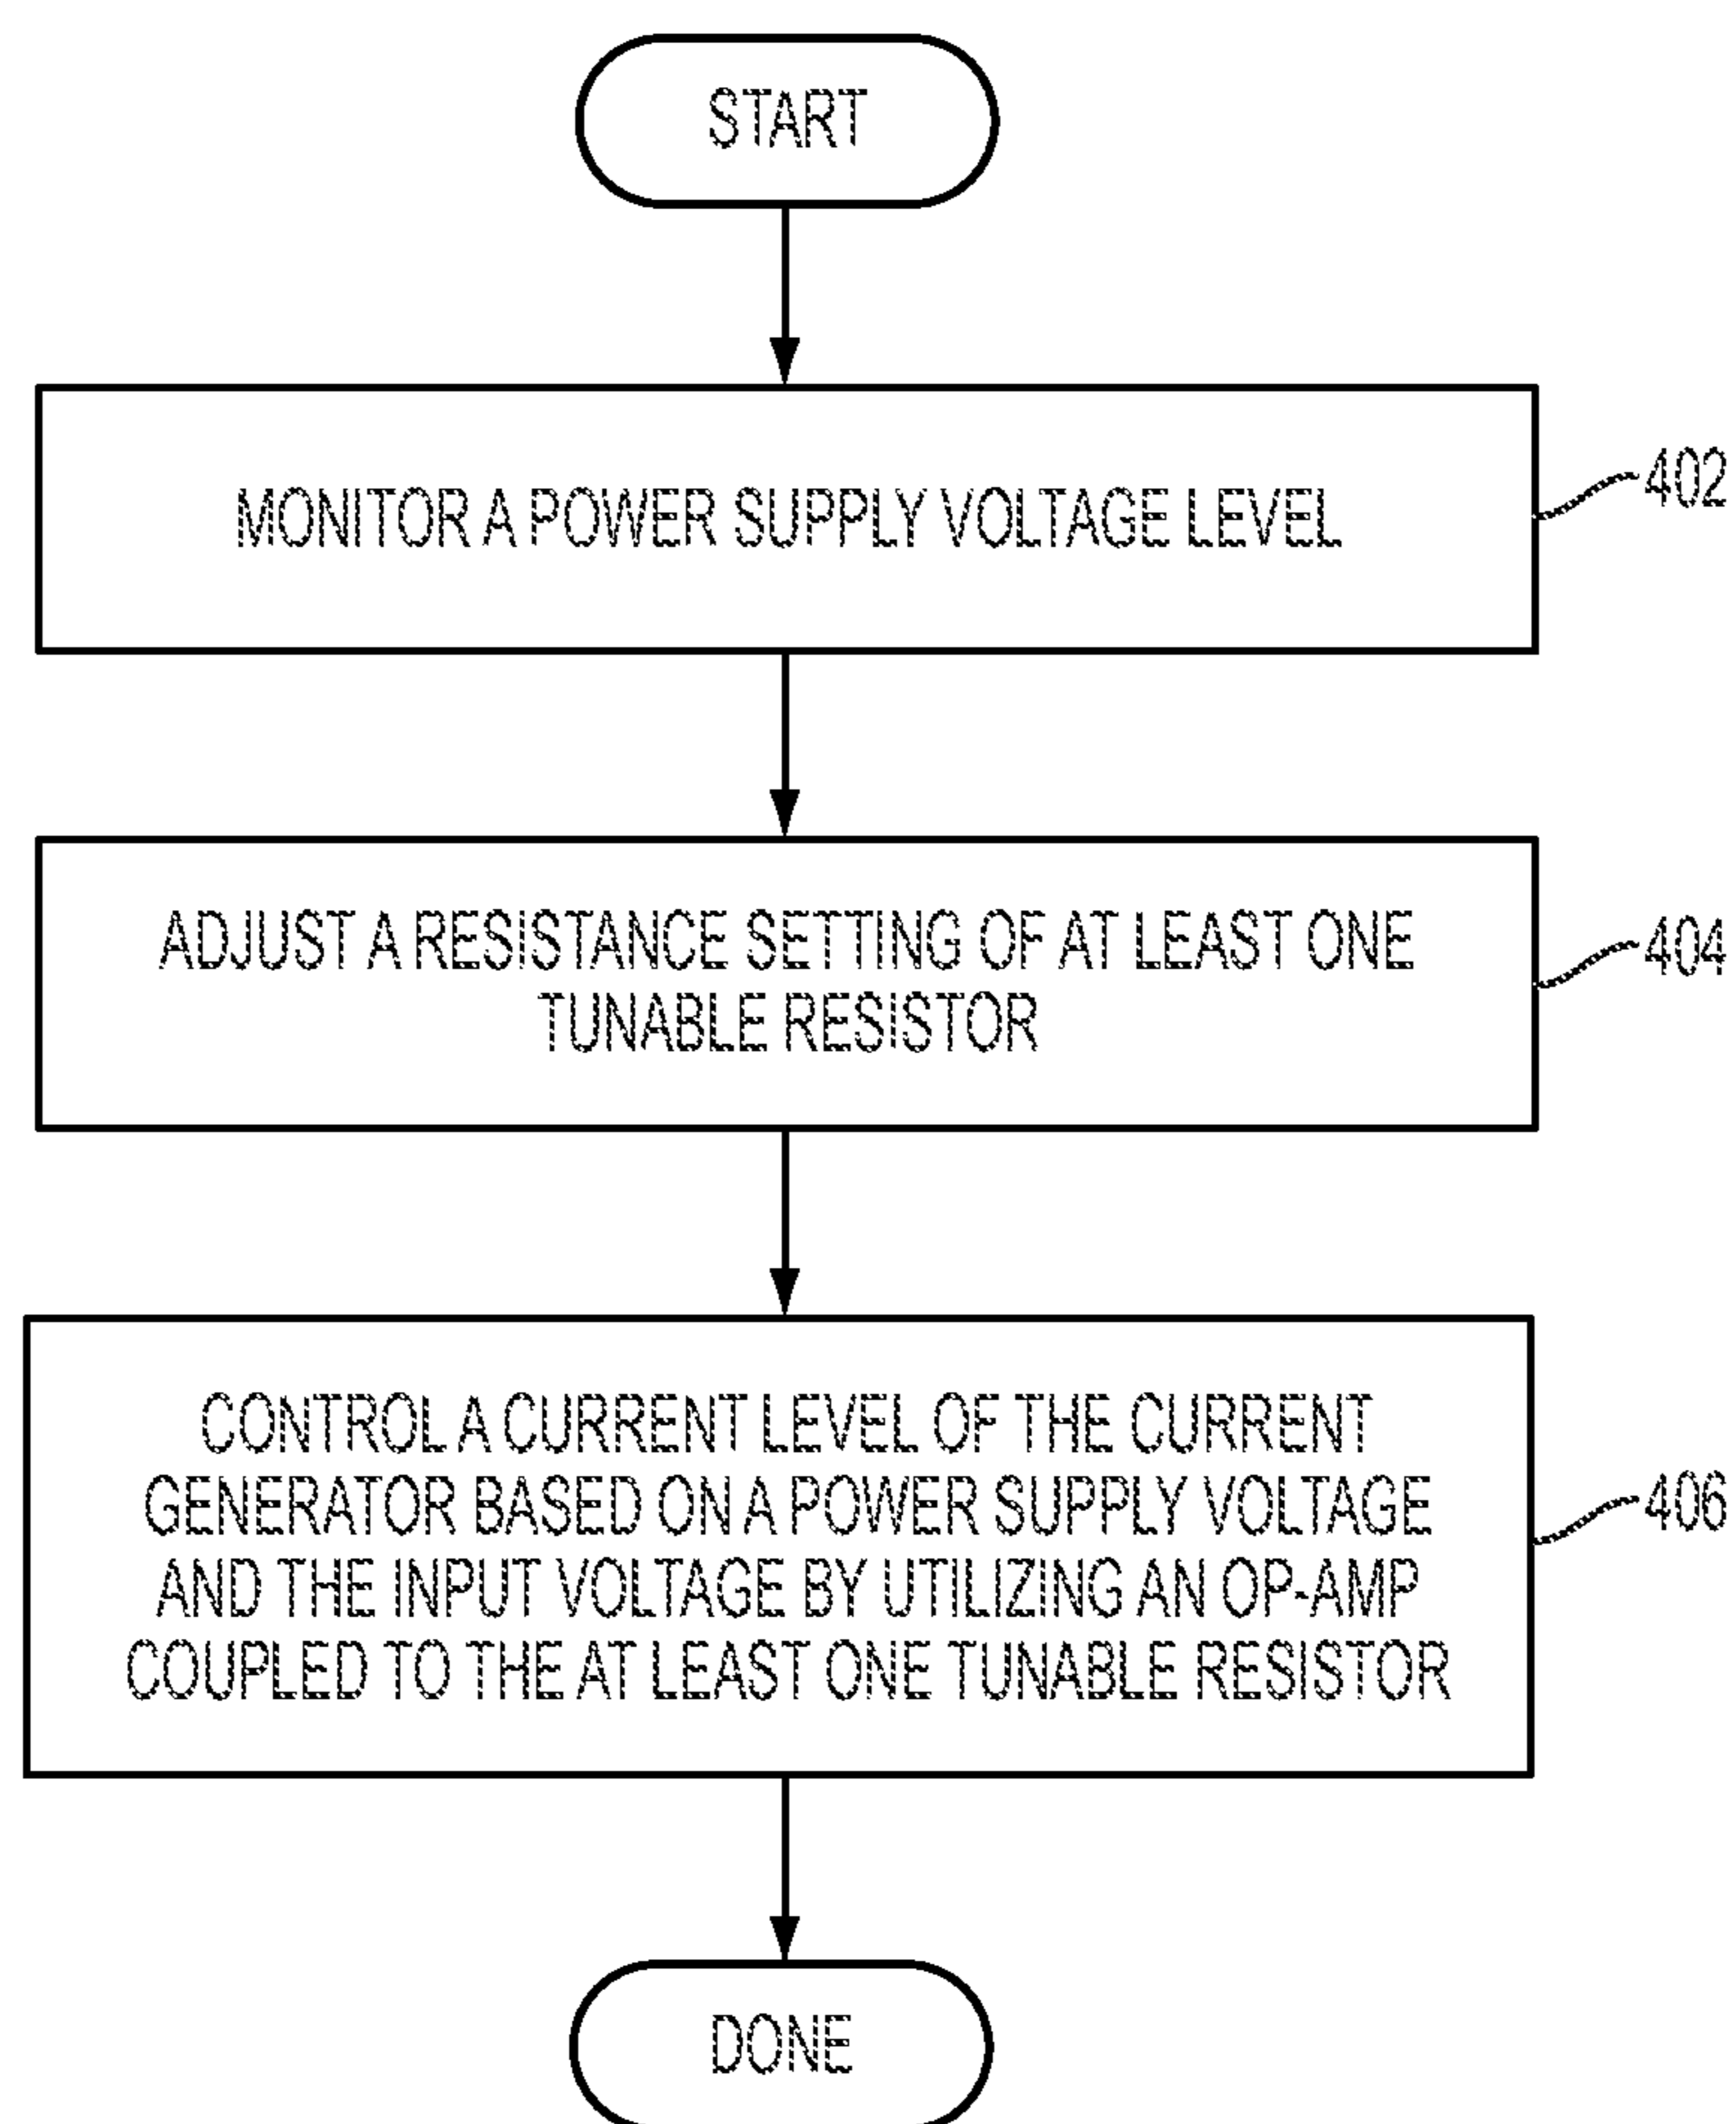 START
MONITOR A POWER SUPPLY VOLTAGE LEVEL
402
ADJUST A RESISTANCE SETTING OF AT LEAST ONE
TUNABLE RESISTOR
404
CONTROL A CURRENT LEVEL OF THE CURRENT
GENERATOR BASED ON A POWER SUPPLY VOLTAGE
AND THE INPUT VOLTAGE BY UTILIZING AN OP-AMP
COUPLED TO THE AT LEAST ONE TUNABLE RESISTOR
406
DONE